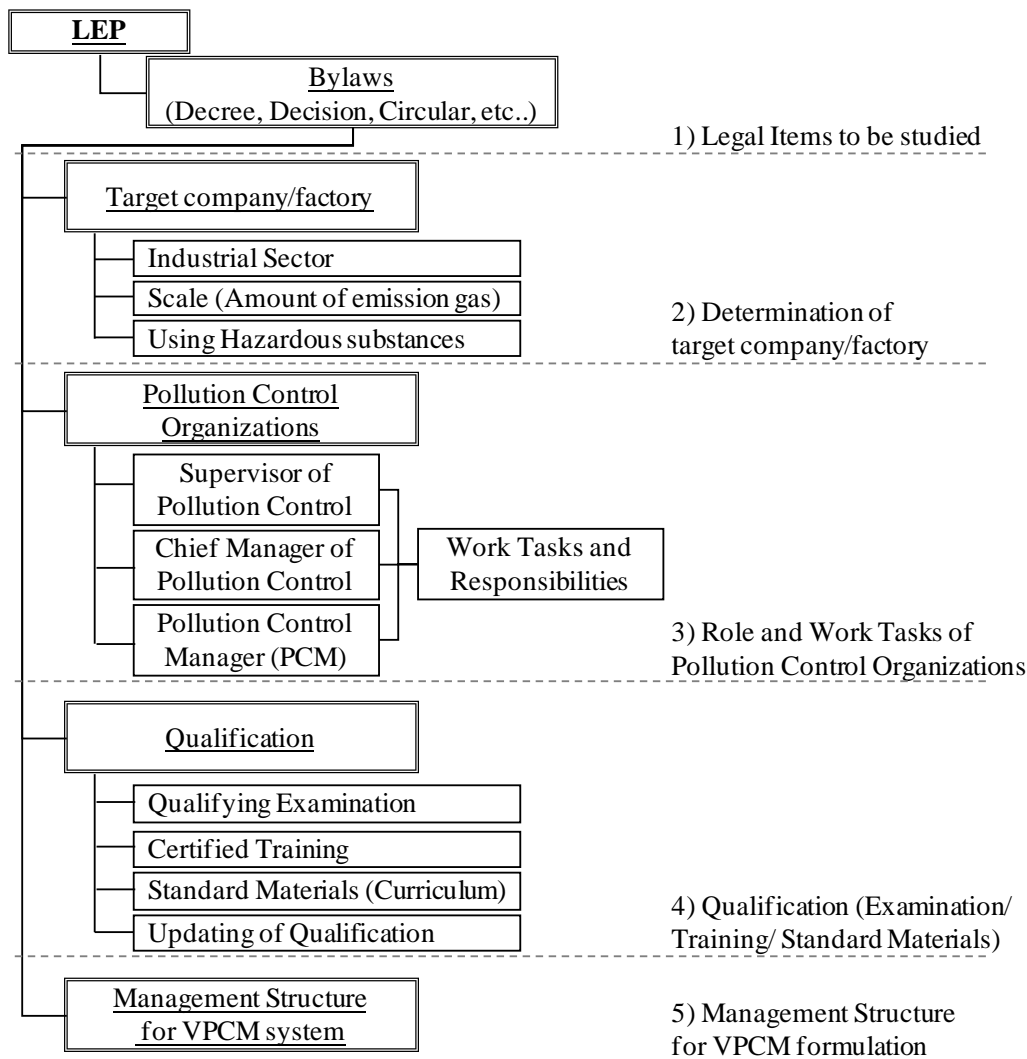 LEP
Bylaws
(Decree, Decision, Circular, etc..)
1) Legal Items to be studied
Target company/factory
Industrial Sector
Scale (Amount of emission gas)
Using Hazardous substances
2) Determination of
target company/factory
Pollution Control
Organizations
Supervisor of
Pollution Control
Chief Manager of
Pollution Control
Pollution Control
Manager (PCM)
Work Tasks and
Responsibilities
3) Role and Work Tasks of
Pollution Control Organizations
Qualification
Qualifying Examination
Certified Training
Standard Materials (Curriculum)
Updating of Qualification
4) Qualification (Examination/
Training/ Standard Materials)
Management Structure
for VPCM system
5) Management Structure
for VPCM formulation